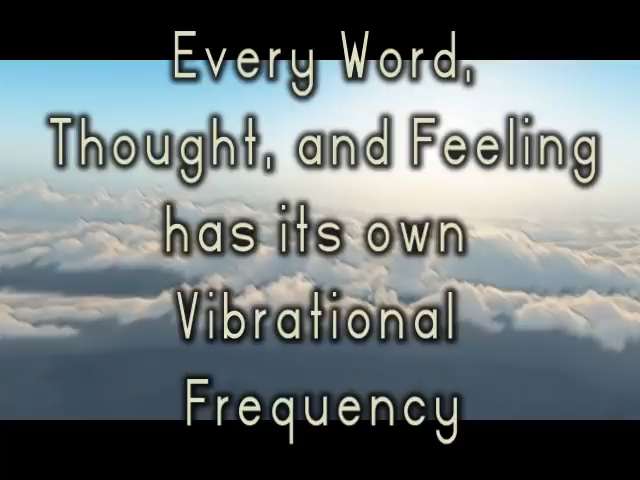 Every Word,
Thought, and Feeling
has its own
Vibrational
Frequency